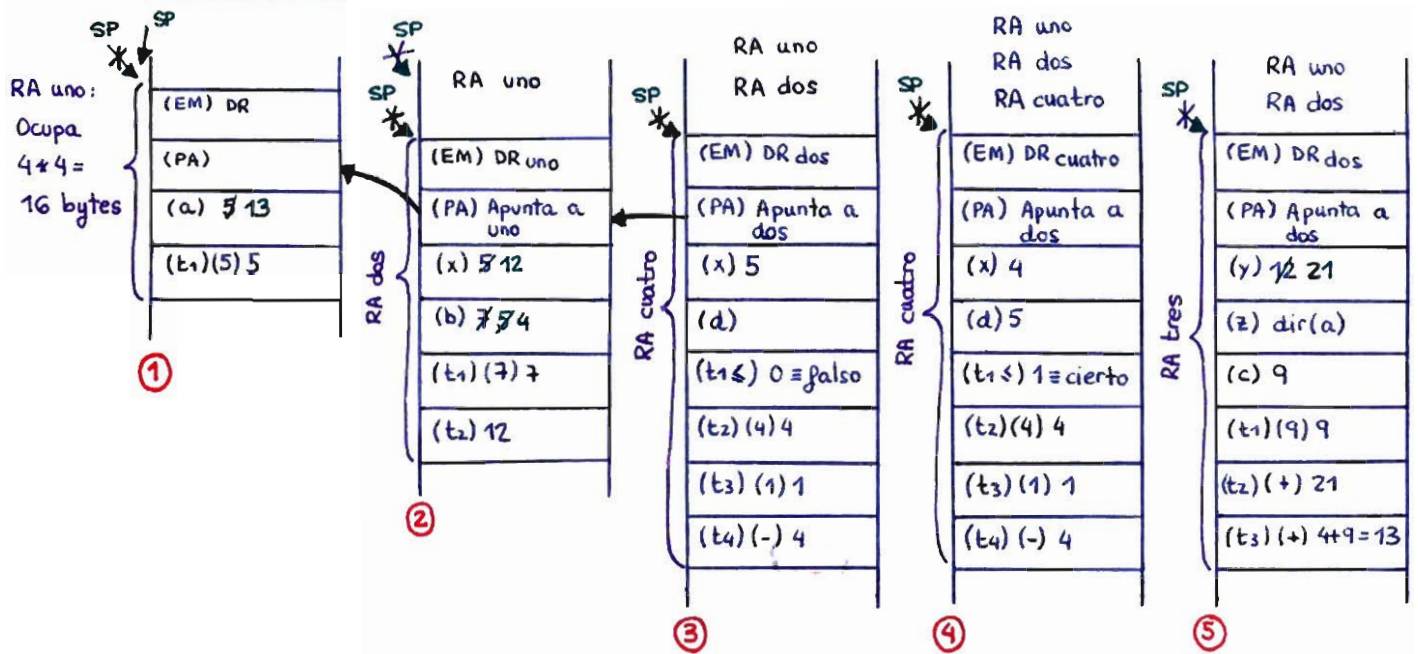 SP SP
RA uno:
Ocupa
4*4=
16 bytes
(EM) DR
(PA)
(a) 5 13
(t1)(5) 5
1
SP
SP
RA uno
RA dos
(EM) DR uno
(PA) Apunta a
uno
(x) 5 12
(b) 7 5 4
(t1)(7) 7
(t2) 12
2
RA uno
RA dos
SP
RA cuatro
(EM) DR dos
(PA) Apunta a
dos
(x) 5
(d)
(t1≤) 0 ≡ falso
(t2)(4) 4
(t3)(1) 1
(t4)(-) 4
3
RA uno
RA dos
RA cuatro
SP
RA cuatro
(EM) DR cuatro
(PA) Apunta a
dos
(x) 4
(d) 5
(t1≤) 1 ≡ cierto
(t2)(4) 4
(t3)(1) 1
(t4)(-) 4
4
RA uno
RA dos
SP
RA tres
(EM) DR dos
(PA) Apunta a
dos
(y) 12 21
(z) dir(a)
(c) 9
(t1)(9) 9
(t2)(+) 21
(t3)(+) 4+9=13
5